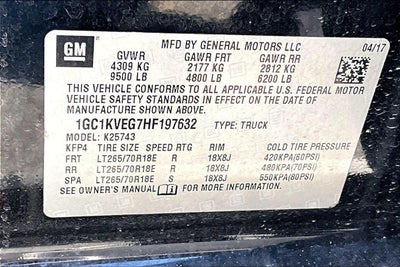 GM
MFD BY GENERAL MOTORS LLC 04/17
GVWR GAWR FRT GAWR RR
4309 KG 2177 KG 2812 KG
9500 LB 4800 LB 6200 LB
THIS VEHICLE CONFORMS TO ALL APPLICABLE U.S. FEDERAL MOTOR
VEHICLE SAFETY STANDARDS IN EFFECT ON THE DATE OF
MANUFACTURE SHOWN ABOVE.
1GC1KVEG7HF197632 TYPE: TRUCK
MODEL: K25743
KFP4 TIRE SIZE SPEED RTG RIM COLD TIRE PRESSURE
FRT LT265/70R18E R 18X8J 420KPA(60PSI)
RR LT265/70R18E R 18X8J 480KPA(70PSI)
SPA LT265/70R18E S 18X8J 550KPA(80PSI)
SEE OWNER'S MANUAL FOR MORE INFORMATION.